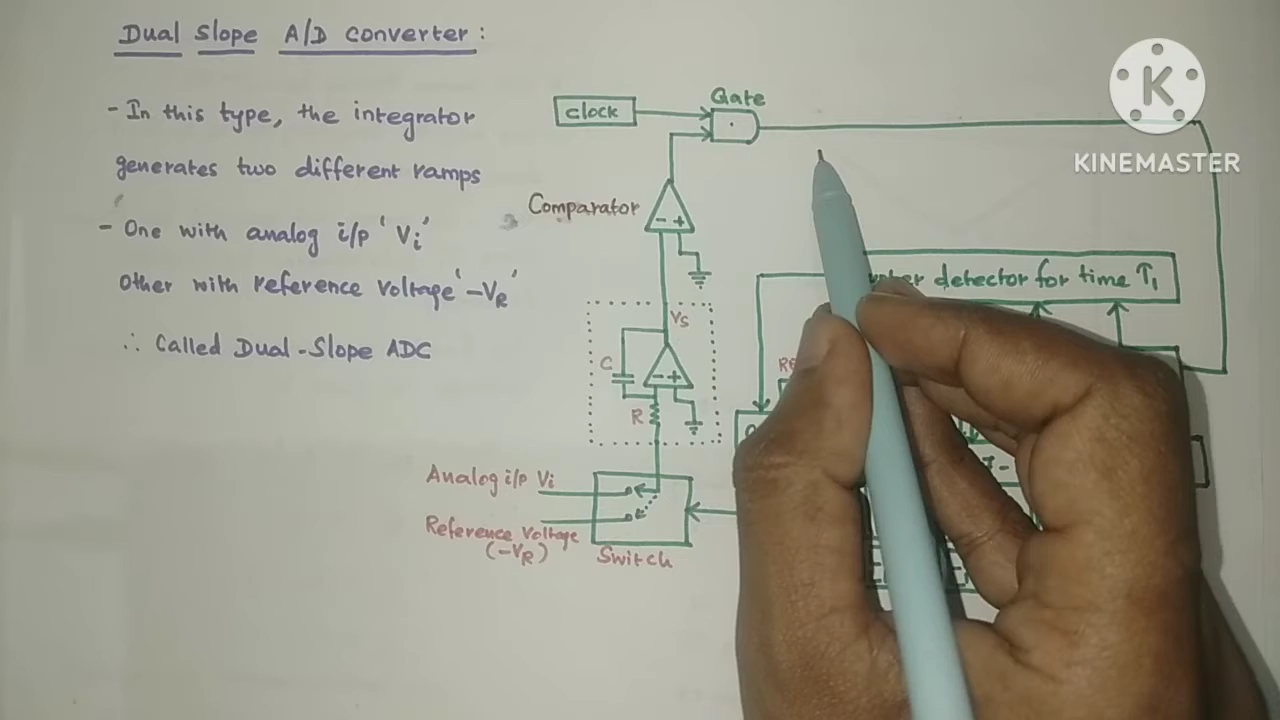 Dual Slope A/D Converter:
- In this type, the integrator
generates two different ramps
- One with analog i/p 'Vi'
Other with reference voltage '-VR'
∴ Called Dual-Slope ADC
clock
Gate
KINEMASTER
Comparator
detector for time T1
Vs
C
- +
- +
R
Analog i/p Vi
Reference Voltage
(-VR)
Switch